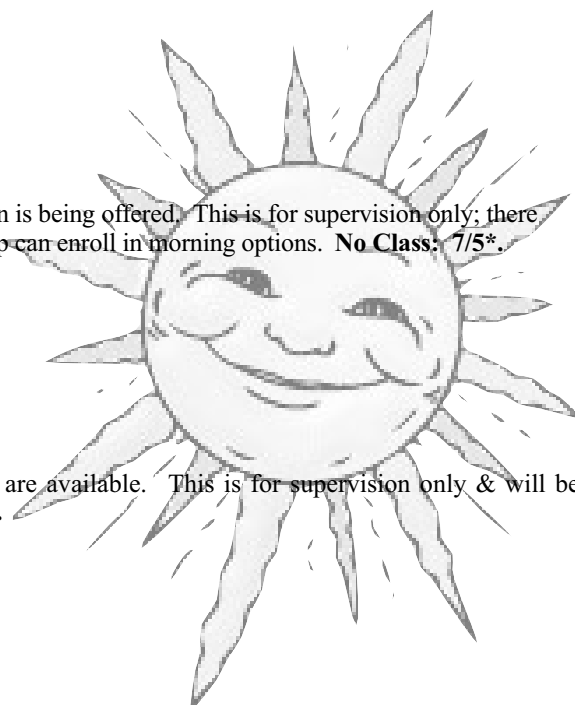 n is being offered. This is for supervision only; there
p can enroll in morning options. No Class: 7/5*.
are available. This is for supervision only & will be
.